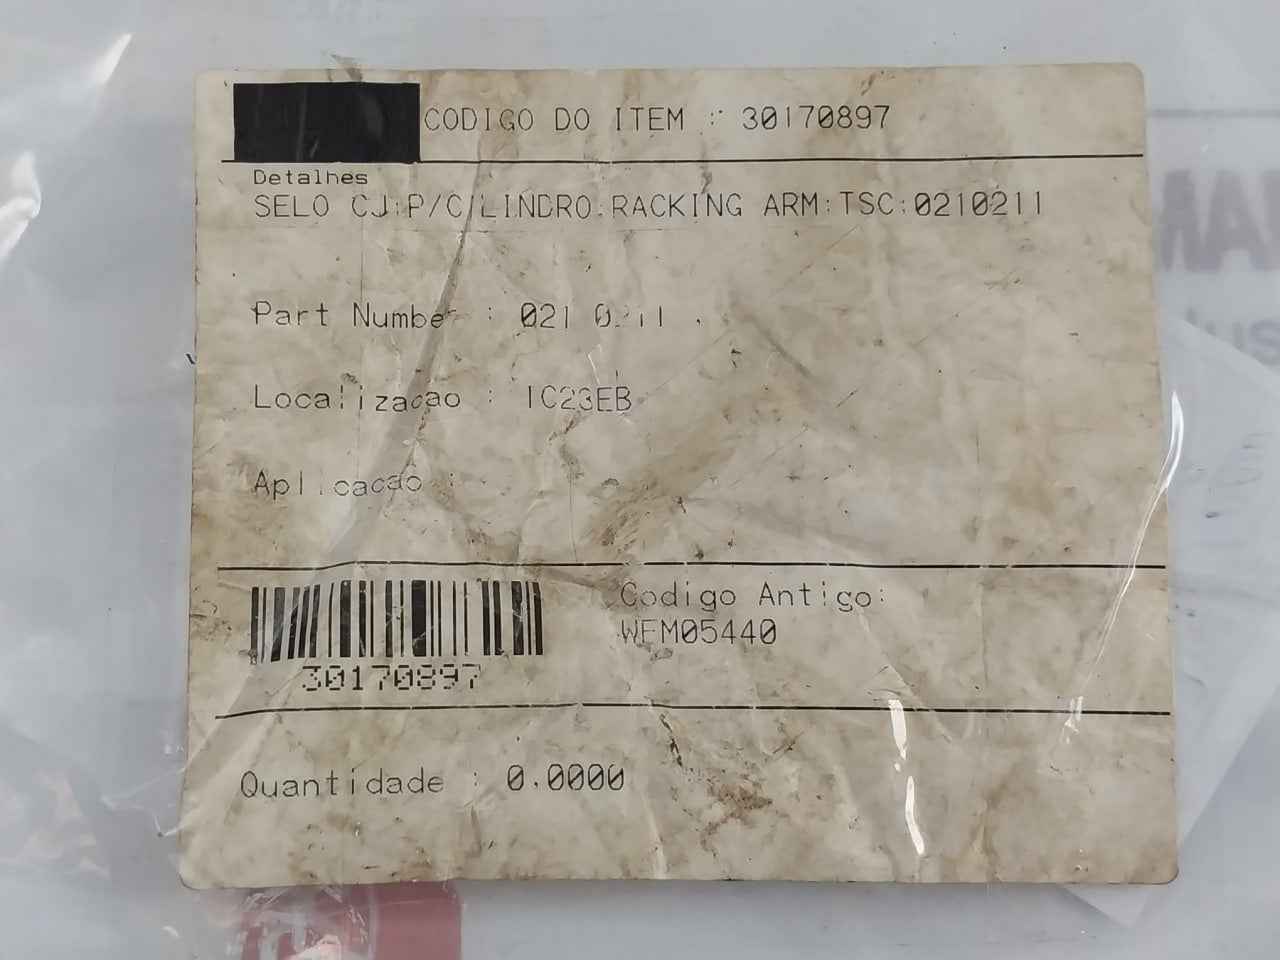 CODIGO DO ITEM : 30170897
Detalhes
SELO CJ:P/CILINDRO:RACKING ARM:TSC:0210211
Part Number : 021 0211
Localizacao : 1C23EB
Aplicacao :
Codigo Antigo:
WEM05440
30170897
Quantidade : 0.0000